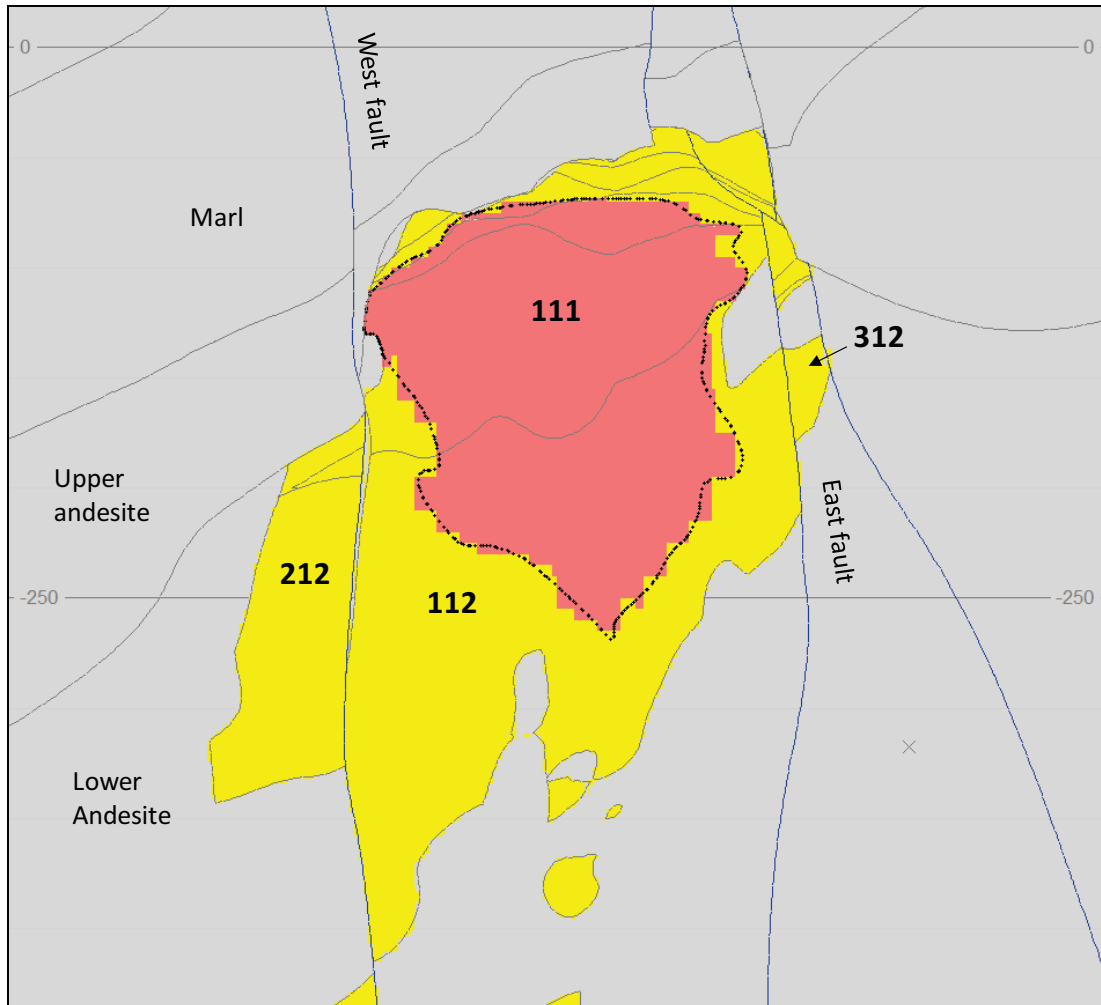 0
0
West fault
Marl
111
312
Upper
andesite
East fault
212
112
-250
-250
Lower
Andesite